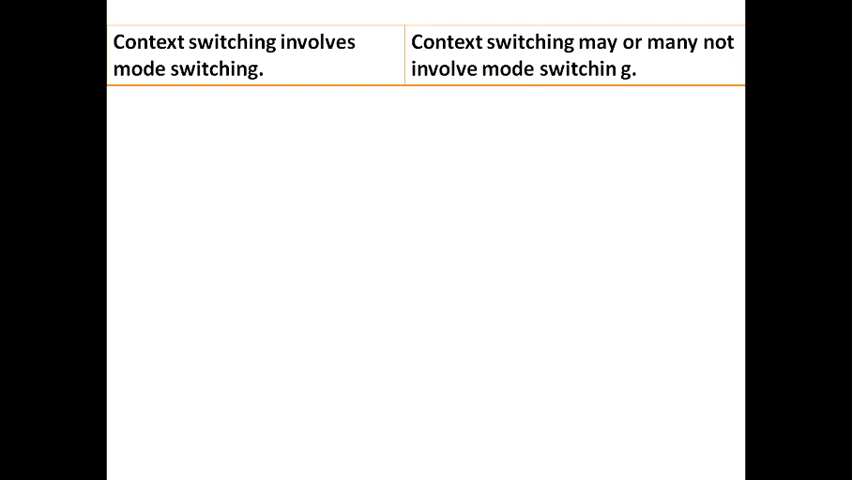 Context switching involves
mode switching.
Context switching may or many not
involve mode switchin g.